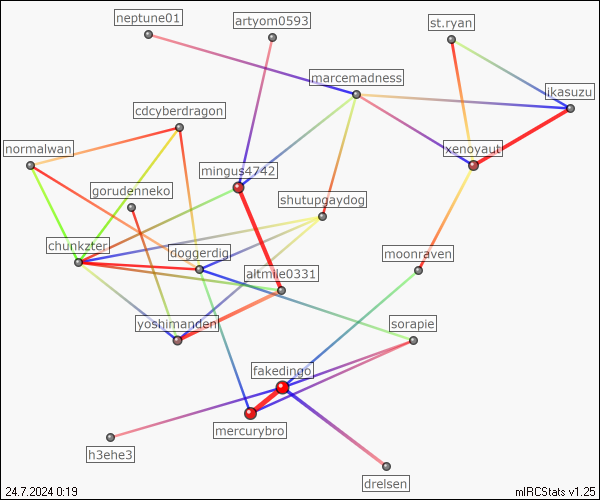 neptune01
artyom0593
st.ryan
marcemadness
ikasuzu
cdcyberdragon
normalwan
xenoyaut
mingus4742
gorudenneko
shutupgaydog
chunkzter
doggerdig
moonraven
altmile0331
yoshimanden
sorapie
fakedingo
mercurybro
h3ehe3
drelsen
24.7.2024 0:19
mIRCStats v1.25